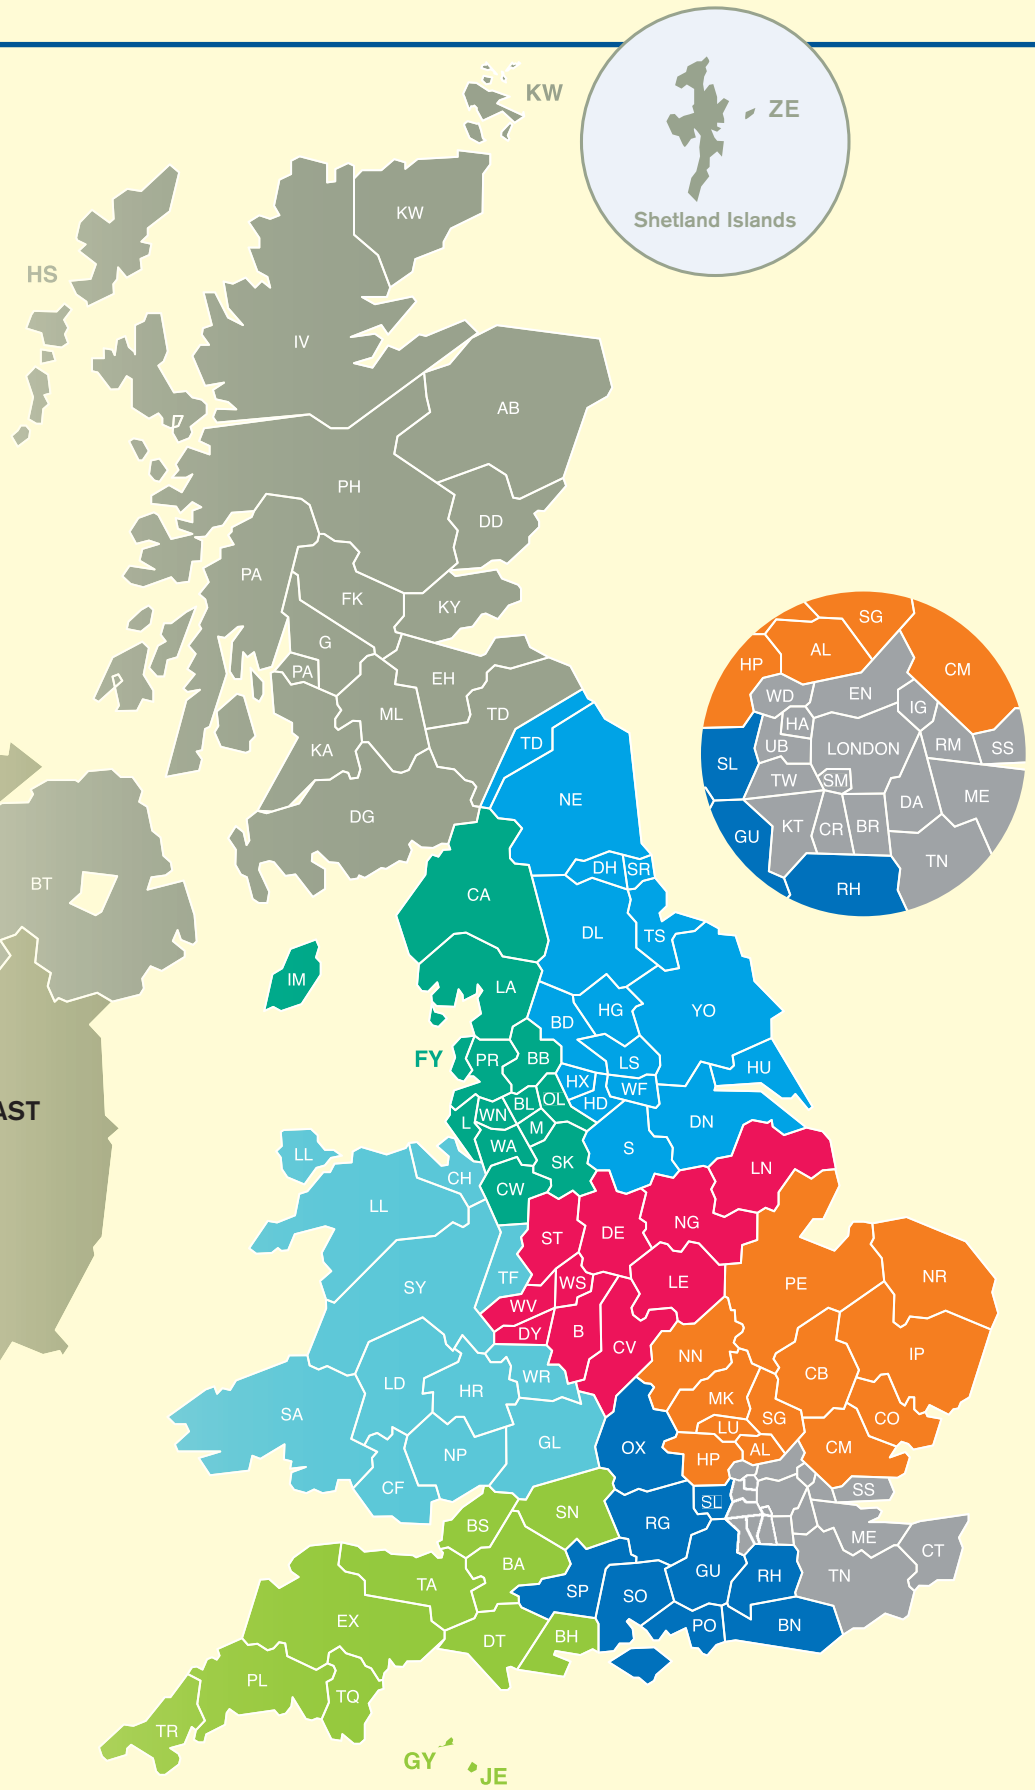 KW
ZE
Shetland Islands
KW
HS
IV
AB
PH
DD
PA
FK
KY
G
PA
EH
ML
TD
KA
DG
TD
NE
SG
AL
HP
CM
WD
EN
IG
HA
UB
LONDON
RM
SS
SL
TW
SM
ME
DA
GU
KT
CR
BR
TN
RH
BT
DH
SR
CA
DL
TS
IM
LA
HG
YO
BD
FY
PR
BB
LS
HU
HX
WF
OL
BL
HD
AST
WN
L
M
DN
WA
S
LL
SK
LN
CH
CW
LL
NG
ST
DE
TF
SY
WS
LE
PE
NR
WV
DY
B
CV
NN
IP
WR
CB
LD
HR
MK
SA
LU
SG
CO
GL
OX
AL
CM
NP
HP
CF
SL
SS
SN
BS
RG
ME
CT
BA
GU
RH
TN
TA
SP
SO
EX
DT
BH
PO
BN
PL
TQ
TR
GY
JE